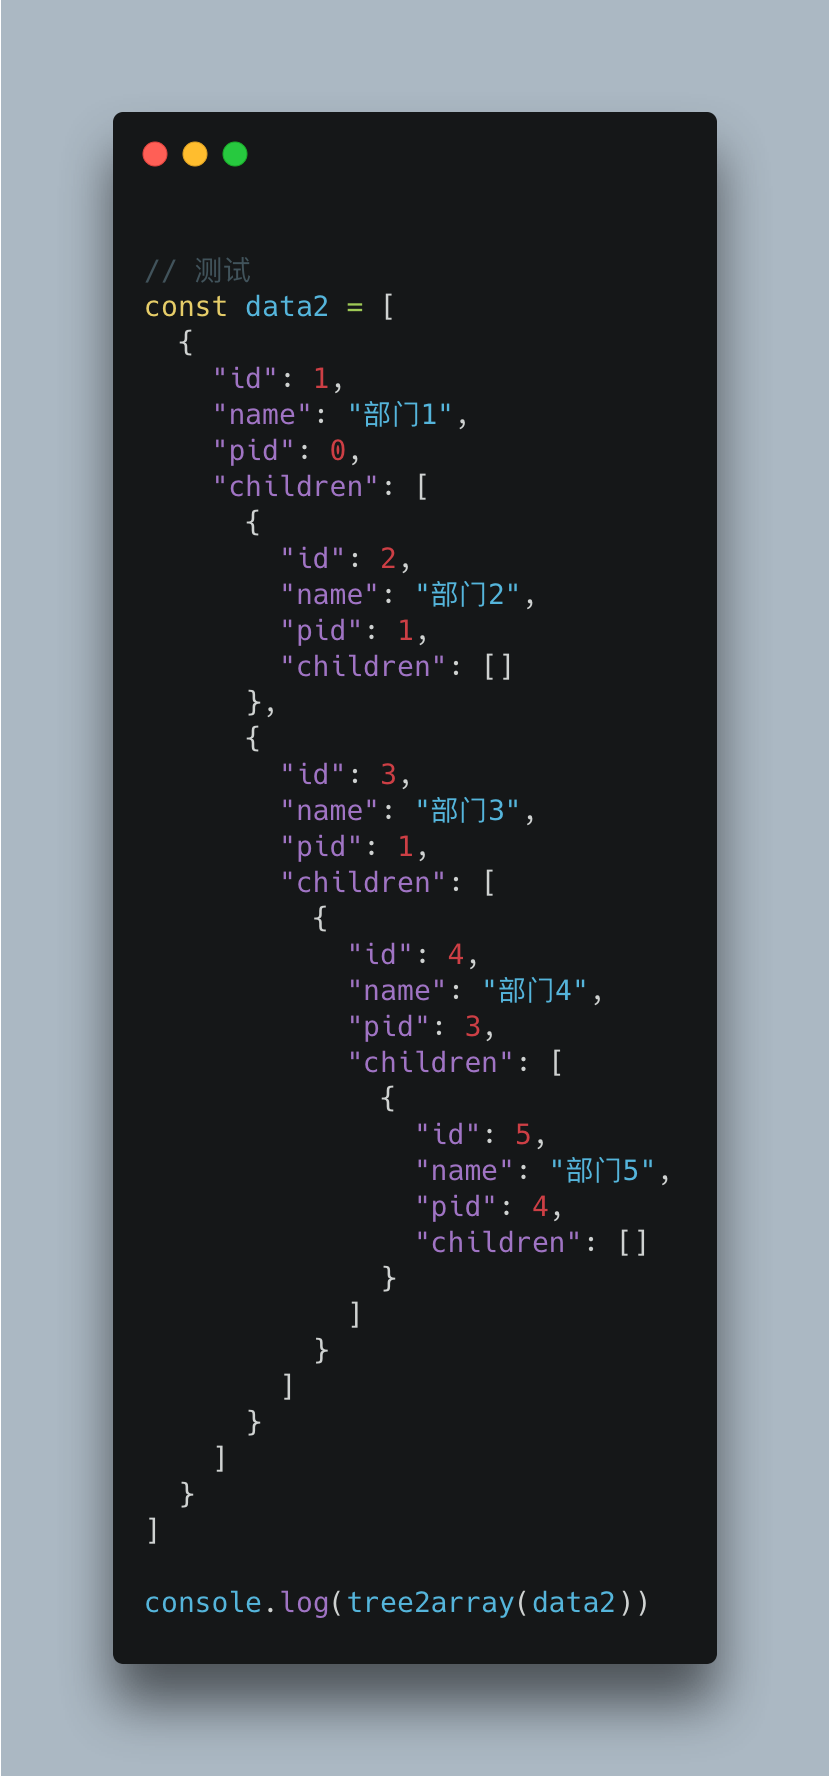 // 测试
const data2 = [
  {
    "id": 1,
    "name": "部门1",
    "pid": 0,
    "children": [
      {
        "id": 2,
        "name": "部门2",
        "pid": 1,
        "children": []
      },
      {
        "id": 3,
        "name": "部门3",
        "pid": 1,
        "children": [
          {
            "id": 4,
            "name": "部门4",
            "pid": 3,
            "children": [
              {
                "id": 5,
                "name": "部门5",
                "pid": 4,
                "children": []
              }
            ]
          }
        ]
      }
    ]
  }
]

console.log(tree2array(data2))